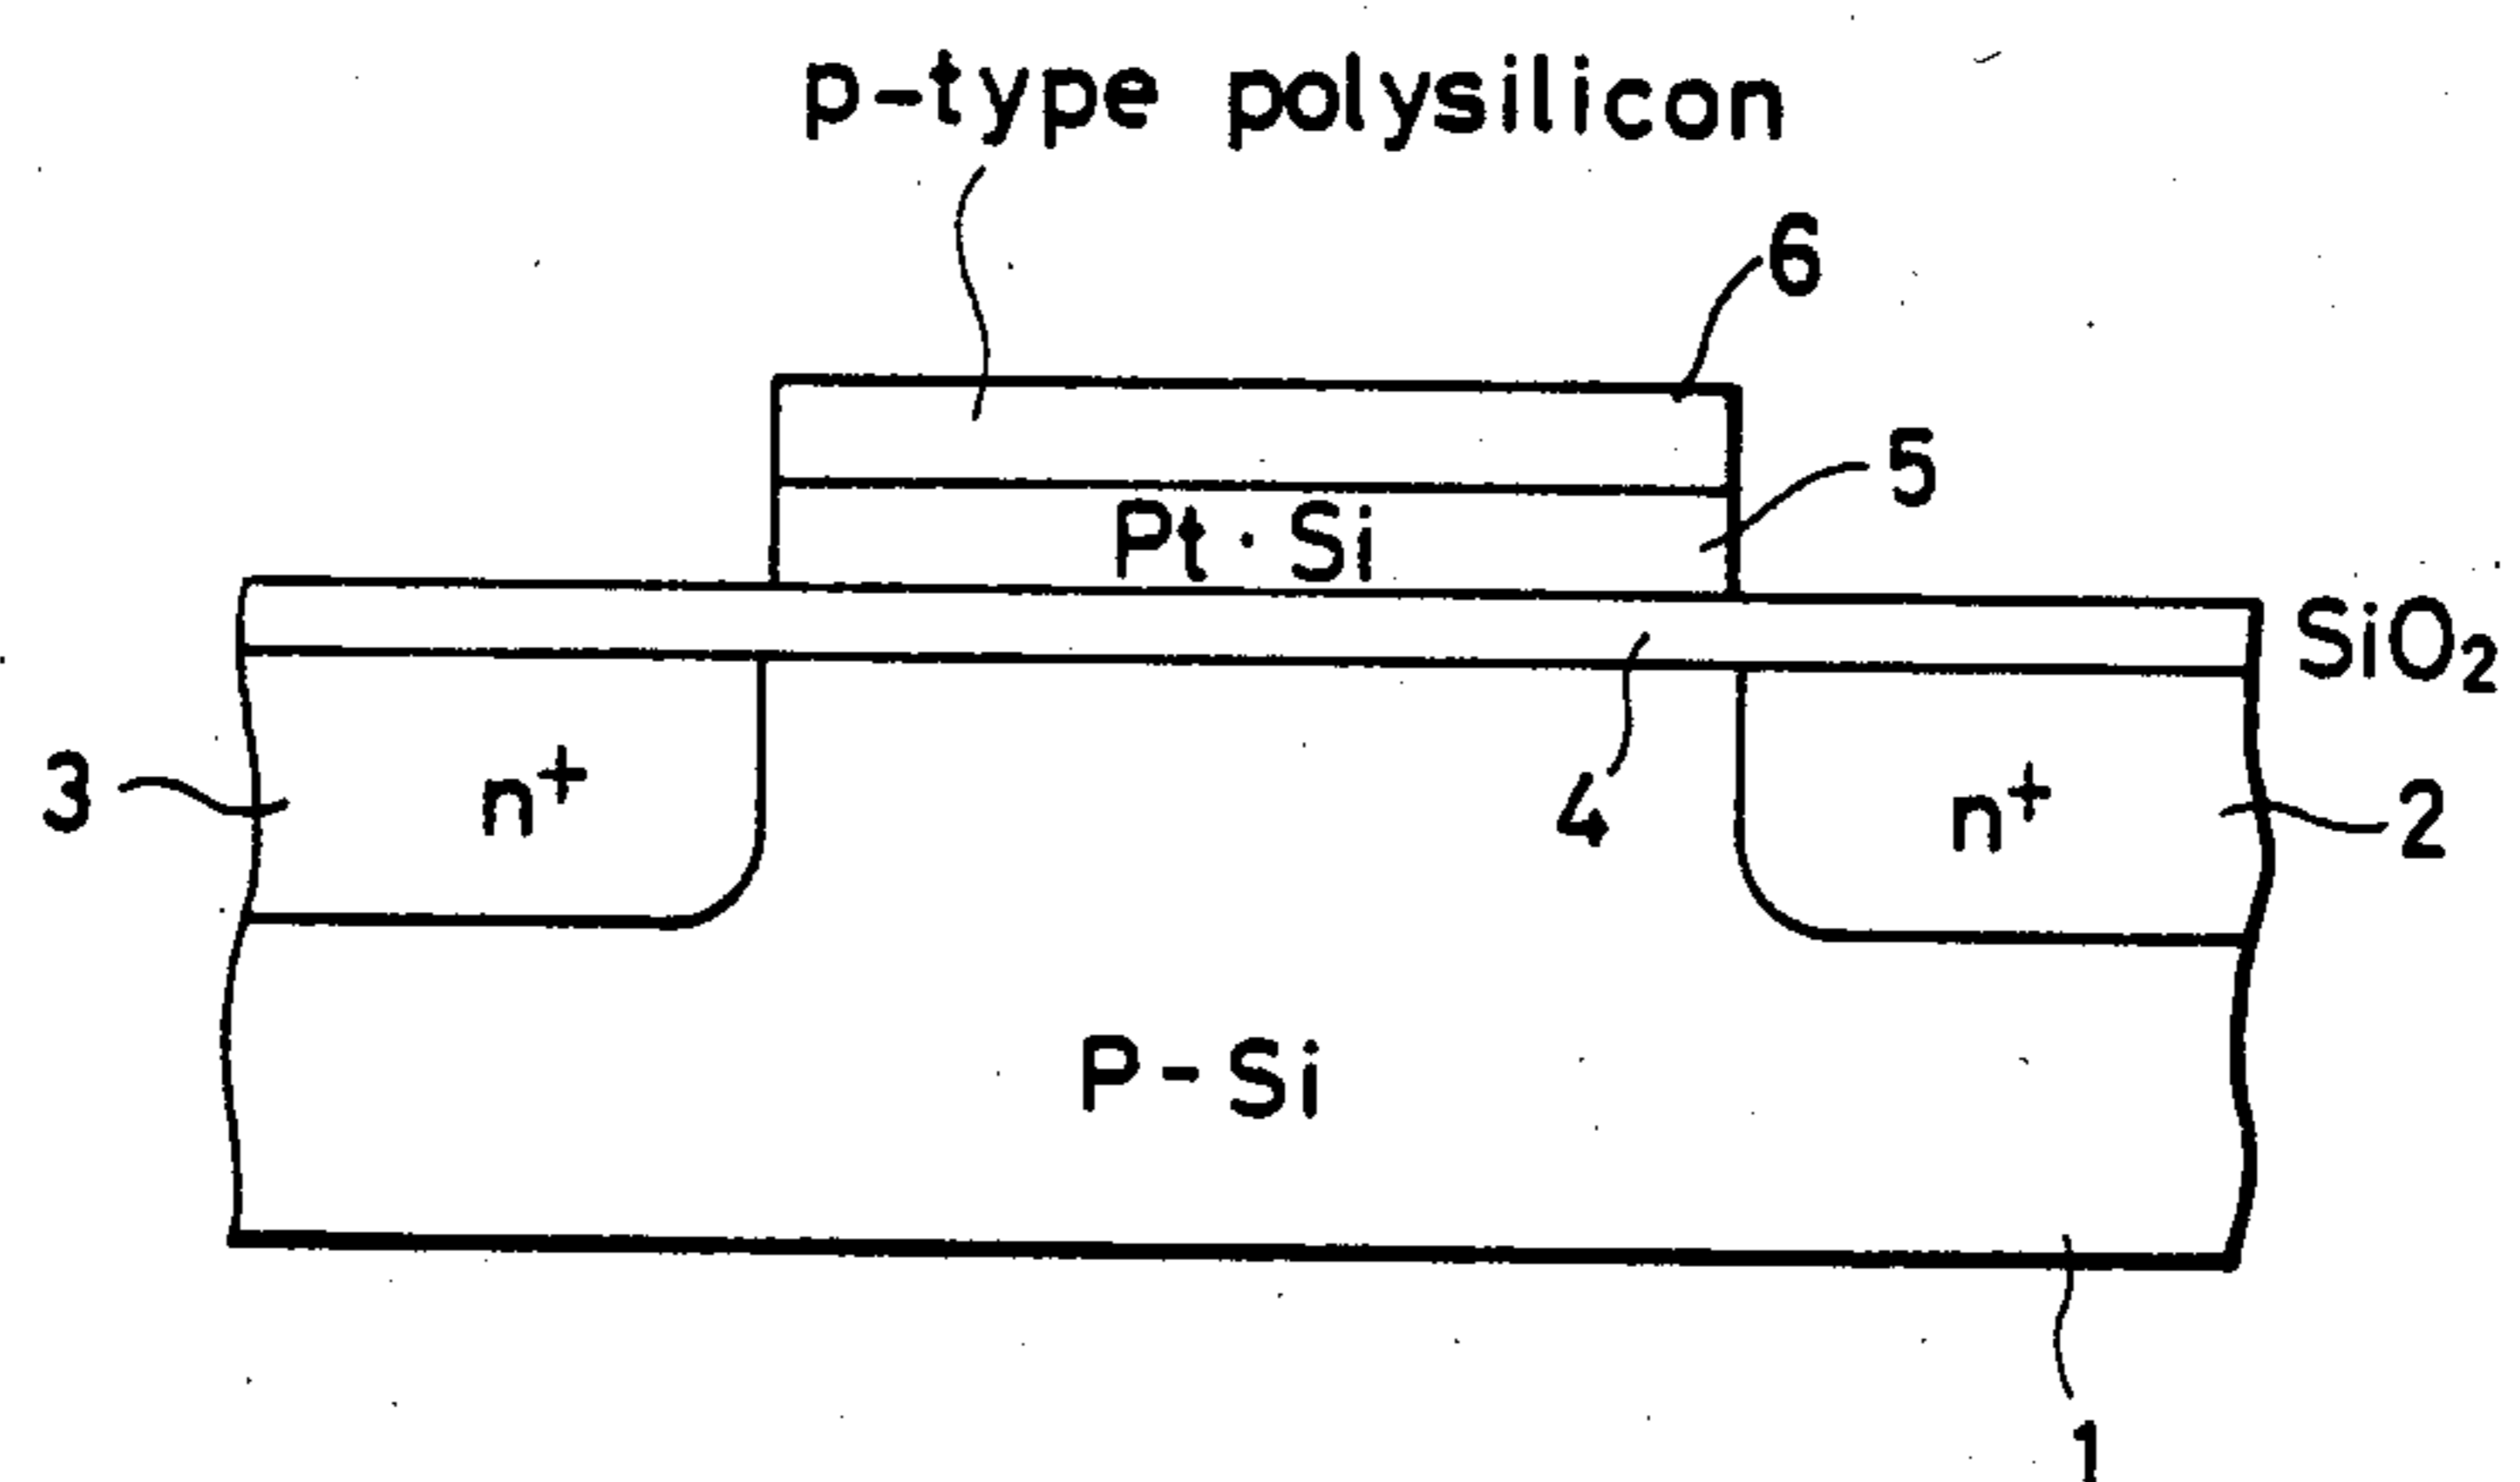 p-type polysilicon
6
5
Pt·Si
SiO₂
3
n⁺
4
n⁺
2
P-Si
1